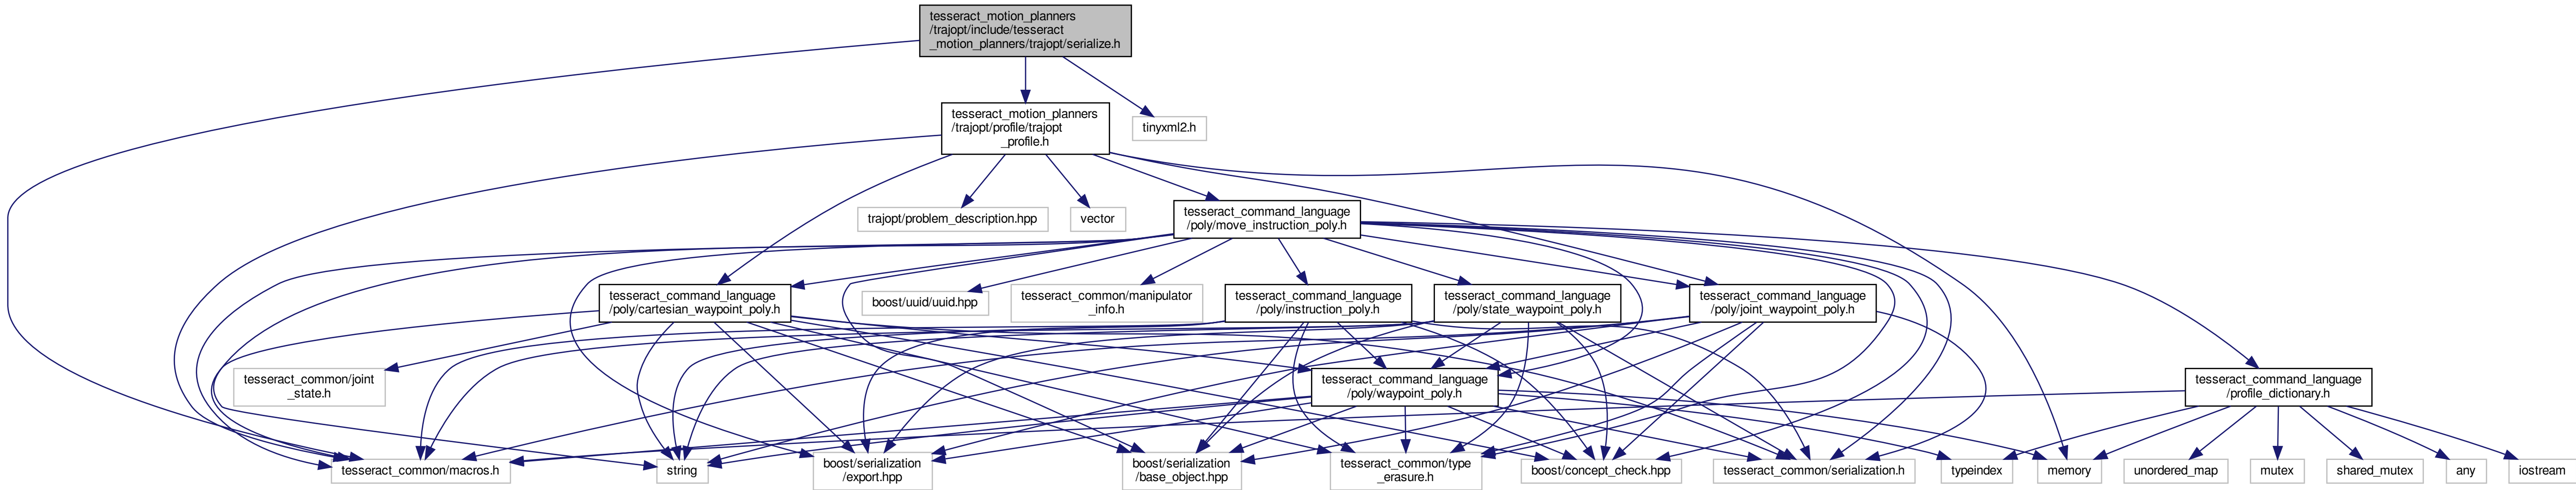 tesseract_motion_planners
/trajopt/include/tesseract
_motion_planners/trajopt/serialize.h
tesseract_motion_planners
/trajopt/profile/trajopt
_profile.h
tinyxml2.h
trajopt/problem_description.hpp
vector
tesseract_command_language
/poly/move_instruction_poly.h
tesseract_command_language
/poly/cartesian_waypoint_poly.h
boost/uuid/uuid.hpp
tesseract_common/manipulator
_info.h
tesseract_command_language
/poly/instruction_poly.h
tesseract_command_language
/poly/state_waypoint_poly.h
tesseract_command_language
/poly/joint_waypoint_poly.h
tesseract_common/joint
_state.h
tesseract_command_language
/poly/waypoint_poly.h
tesseract_command_language
/profile_dictionary.h
tesseract_common/macros.h
string
boost/serialization
/export.hpp
boost/serialization
/base_object.hpp
tesseract_common/type
_erasure.h
boost/concept_check.hpp
tesseract_common/serialization.h
typeindex
memory
unordered_map
mutex
shared_mutex
any
iostream